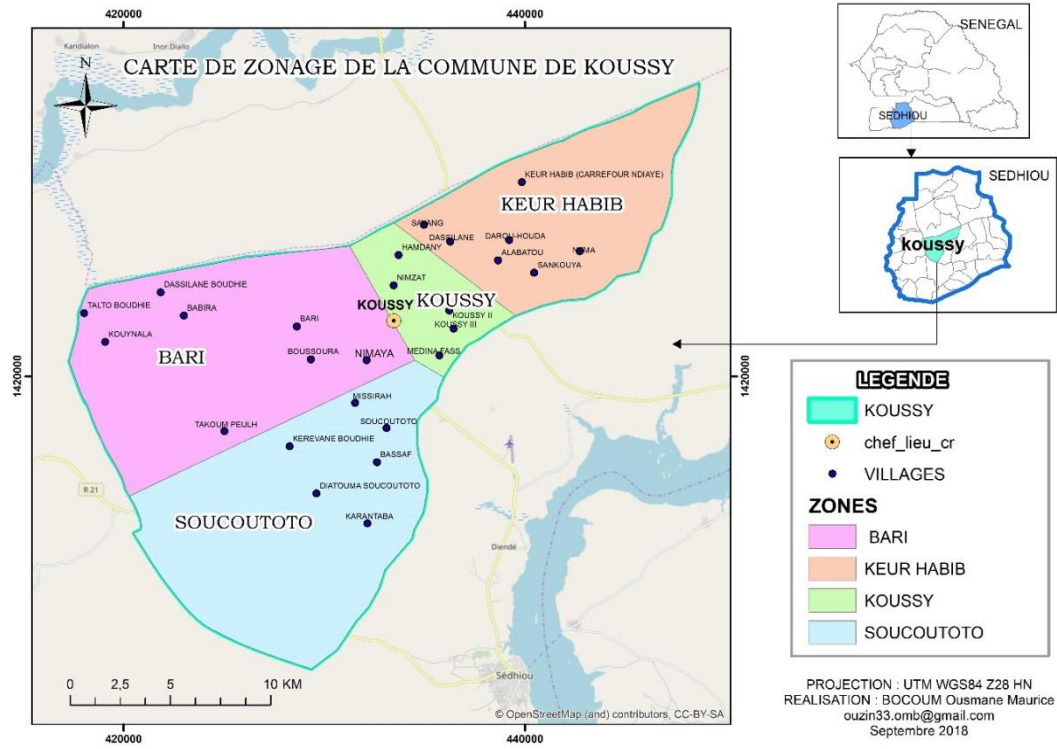 420000
440000
Kandialon
Inor Diallo
N
CARTE DE ZONAGE DE LA COMMUNE DE KOUSSY
KEUR HABIB (CARREFOUR NDIAYE)
KEUR HABIB
SAYANG
DASSILANE
DAROU-HOUDA
HAMDANY
ALABATOU
NEMA
SANKOUYA
NIMZAT
DASSILANE BOUDHIE
KOUSSY
KOUSSY
TALTO BOUDHIE
BABIRA
KOUSSY II
BARI
KOUSSY III
KOUYNALA
BARI
BOUSSOURA
NIMAYA
MEDINA FASS
1420000
1420000
MISSIRAH
TAKOUM PEULH
SOUCOUTOTO
KEREVANE BOUDHIE
BASSAF
R 21
DIATOUMA SOUCOUTOTO
SOUCOUTOTO
KARANTABA
Diendé
Sédhiou
0 2,5 5 10 KM
© OpenStreetMap (and) contributors, CC-BY-SA
420000
440000
SENEGAL
SEDHIOU
SEDHIOU
koussy
LEGENDE
KOUSSY
chef_lieu_cr
VILLAGES
ZONES
BARI
KEUR HABIB
KOUSSY
SOUCOUTOTO
PROJECTION : UTM WGS84 Z28 HN
REALISATION : BOCOUM Ousmane Maurice
ouzin33.omb@gmail.com
Septembre 2018